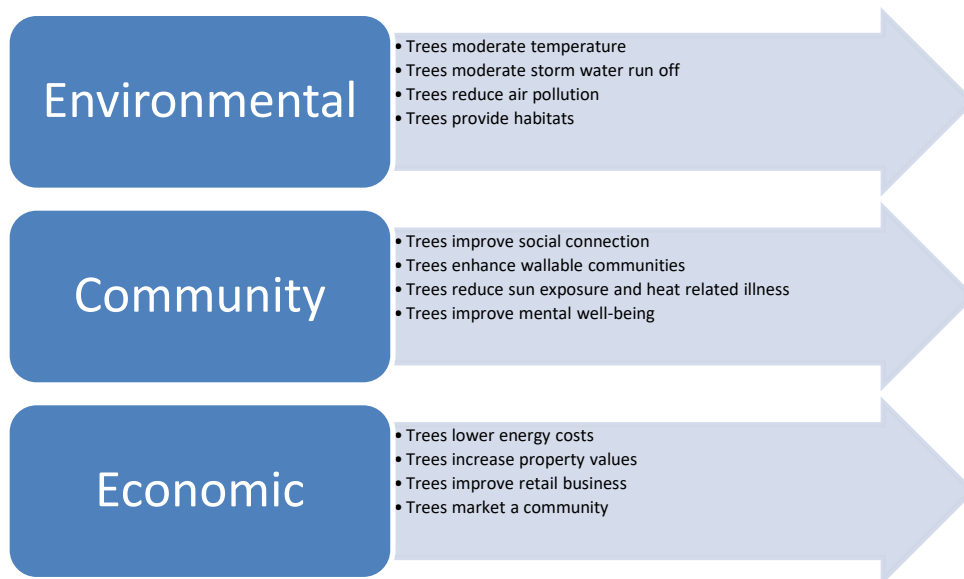 Environmental
• Trees moderate temperature
• Trees moderate storm water run off
• Trees reduce air pollution
• Trees provide habitats
Community
• Trees improve social connection
• Trees enhance wallable communities
• Trees reduce sun exposure and heat related illness
• Trees improve mental well-being
Economic
• Trees lower energy costs
• Trees increase property values
• Trees improve retail business
• Trees market a community